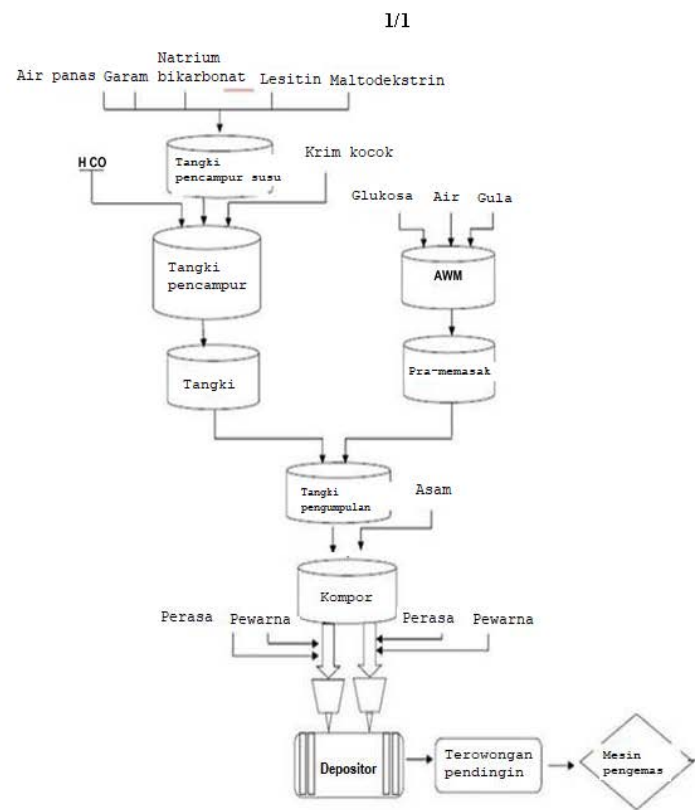 1/1
Natrium
Air panas Garam bikarbonat Lesitin Maltodekstrin
Tangki
pencampur susu
Krim kocok
H CO
Glukosa Air Gula
Tangki
pencampur
AWM
Tangki
Pra-memasak
Tangki
pengumpulan
Asam
Kompor
Perasa Pewarna Perasa Pewarna
Depositor
Terowongan
pendingin
Mesin
pengemas